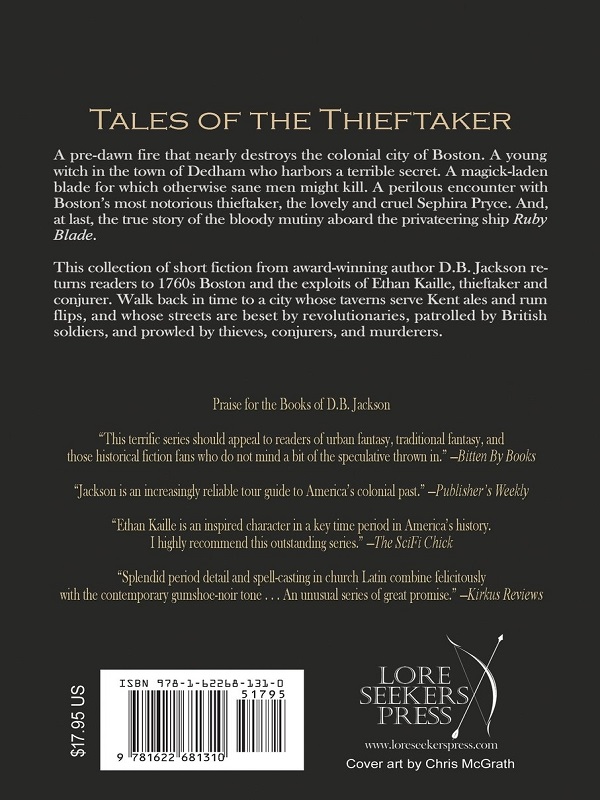 TALES OF THE THIEFTAKER
A pre-dawn fire that nearly destroys the colonial city of Boston. A young
witch in the town of Dedham who harbors a terrible secret. A magick-laden
blade for which otherwise sane men might kill. A perilous encounter with
Boston's most notorious thieftaker, the lovely and cruel Sephira Pryce. And,
at last, the true story of the bloody mutiny aboard the privateering ship Ruby
Blade.
This collection of short fiction from award-winning author D.B. Jackson re-
turns readers to 1760s Boston and the exploits of Ethan Kaille, thieftaker and
conjurer. Walk back in time to a city whose taverns serve Kent ales and rum
flips, and whose streets are beset by revolutionaries, patrolled by British
soldiers, and prowled by thieves, conjurers, and murderers.
Praise for the Books of D.B. Jackson
“This terrific series should appeal to readers of urban fantasy, traditional fantasy, and
those historical fiction fans who do not mind a bit of the speculative thrown in.” –Bitten By Books
“Jackson is an increasingly reliable tour guide to America's colonial past.” –Publisher's Weekly
“Ethan Kaille is an inspired character in a key time period in America's history.
I highly recommend this outstanding series.” –The SciFi Chick
“Splendid period detail and spell-casting in church Latin combine felicitously
with the contemporary gumshoe-noir tone . . . An unusual series of great promise.” –Kirkus Reviews
$17.95 US
ISBN 978-1-62268-131-0
51795
9 781622 681310
LORE
SEEKERS
PRESS
www.loreseekerspress.com
Cover art by Chris McGrath